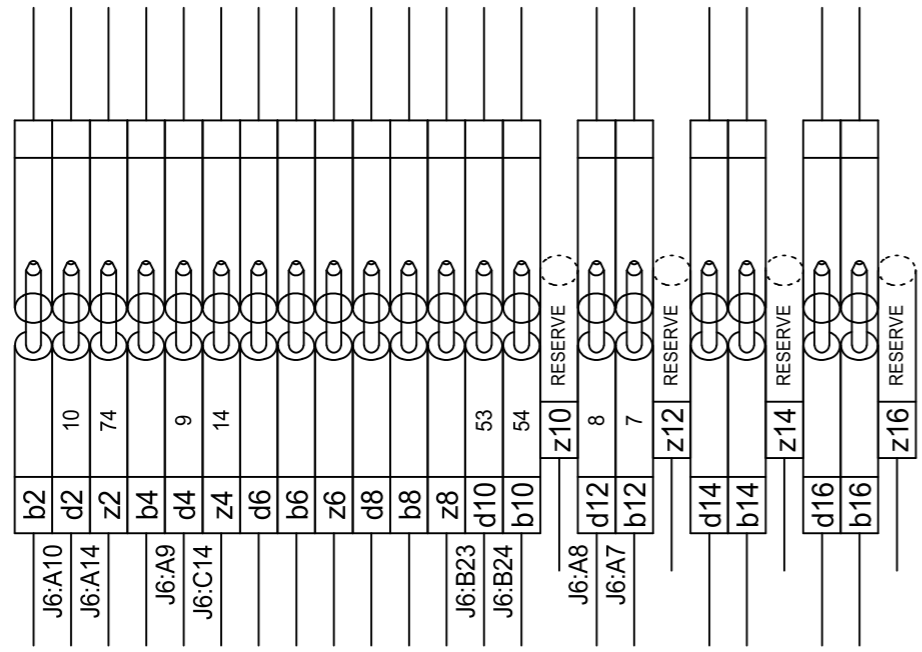 RESERVE
RESERVE
RESERVE
RESERVE
10
74
9
14
53
54
8
7
z10
z12
z14
z16
b2
d2
z2
b4
d4
z4
d6
b6
z6
d8
b8
z8
d10
b10
d12
b12
d14
b14
d16
b16
J6:A10
J6:A14
J6:A9
J6:C14
J6:B23
J6:B24
J6:A8
J6:A7